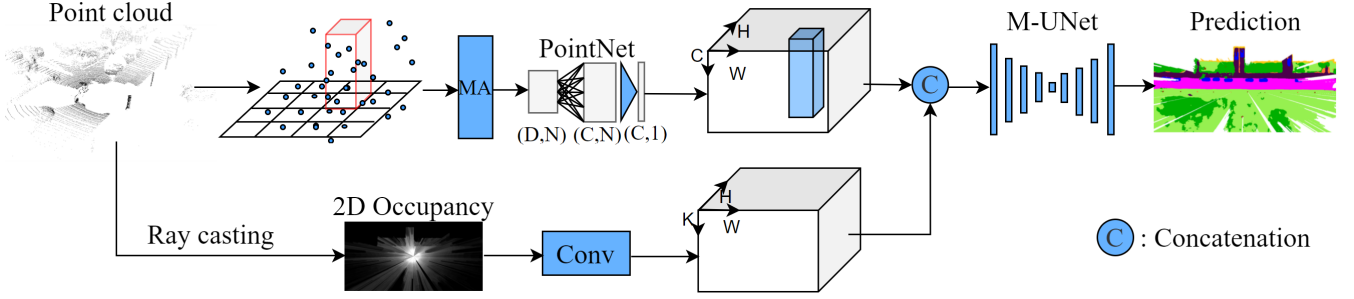 Point cloud
MA
PointNet
(D,N)
(C,N)
(C,1)
H
C
W
C
M-UNet
Prediction
Ray casting
2D Occupancy
Conv
H
K
W
C : Concatenation